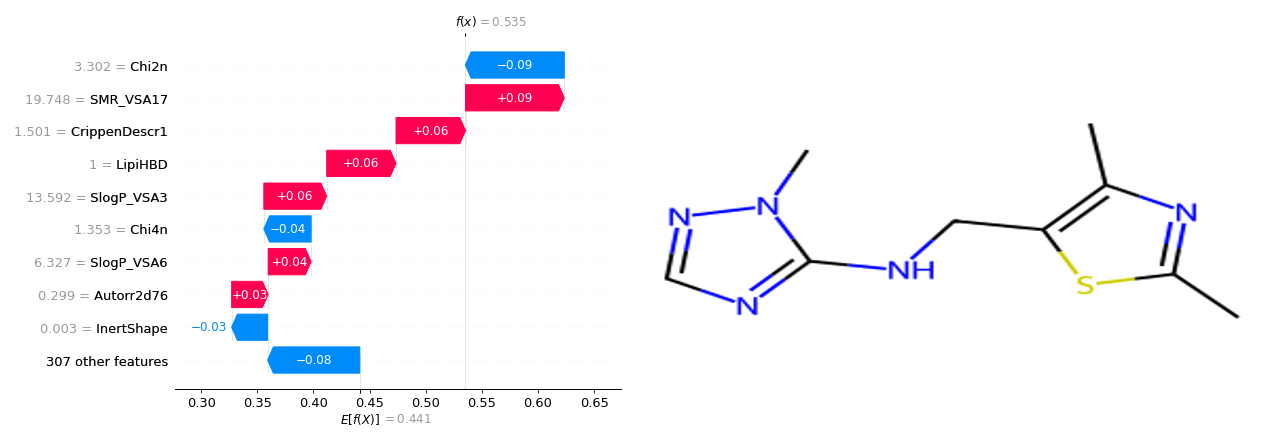 f(x) = 0.535
3.302 = Chi2n
−0.09
19.748 = SMR_VSA17
+0.09
1.501 = CrippenDescr1
+0.06
1 = LipiHBD
+0.06
13.592 = SlogP_VSA3
+0.06
1.353 = Chi4n
−0.04
6.327 = SlogP_VSA6
+0.04
0.299 = Autorr2d76
+0.03
0.003 = InertShape
−0.03
307 other features
−0.08
0.30 0.35 0.40 0.45 0.50 0.55 0.60 0.65
E[f(X)] = 0.441
N
N
N
NH
S
N